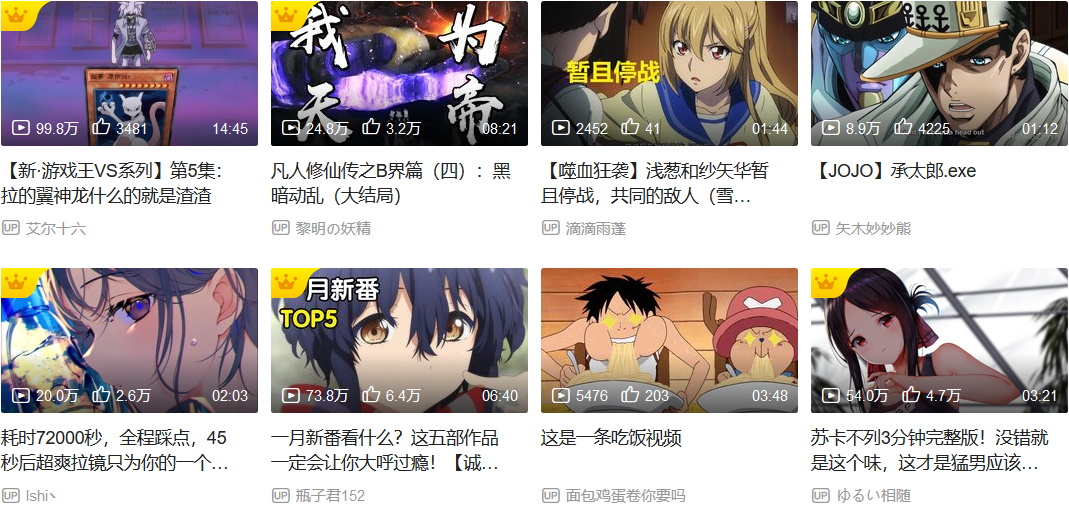 我 为
天 帝
暂且停战
99.8万 3481 14:45
24.8万 3.2万 08:21
2452 41 01:44
8.9万 4225 01:12
【新·游戏王VS系列】第5集：
拉的翼神龙什么的就是渣渣
UP 艾尔十六
凡人修仙传之B界篇（四）：黑
暗动乱（大结局）
UP 黎明の妖精
【噬血狂袭】浅葱和纱矢华暂
且停战，共同的敌人（雪…
UP 滴滴雨蓬
【JOJO】承太郎.exe
UP 矢木妙妙熊
月新番
TOP5
20.0万 2.6万 02:03
73.8万 6.4万 06:40
5476 203 03:48
54.0万 4.7万 03:21
耗时72000秒，全程踩点，45
秒后超爽拉镜只为你的一个…
UP Ishi丶
一月新番看什么？这五部作品
一定会让你大呼过瘾！【诚…
UP 瓶子君152
这是一条吃饭视频
UP 面包鸡蛋卷你要吗
苏卡不列3分钟完整版！没错就
是这个味，这才是猛男应该…
UP ゆるい相随